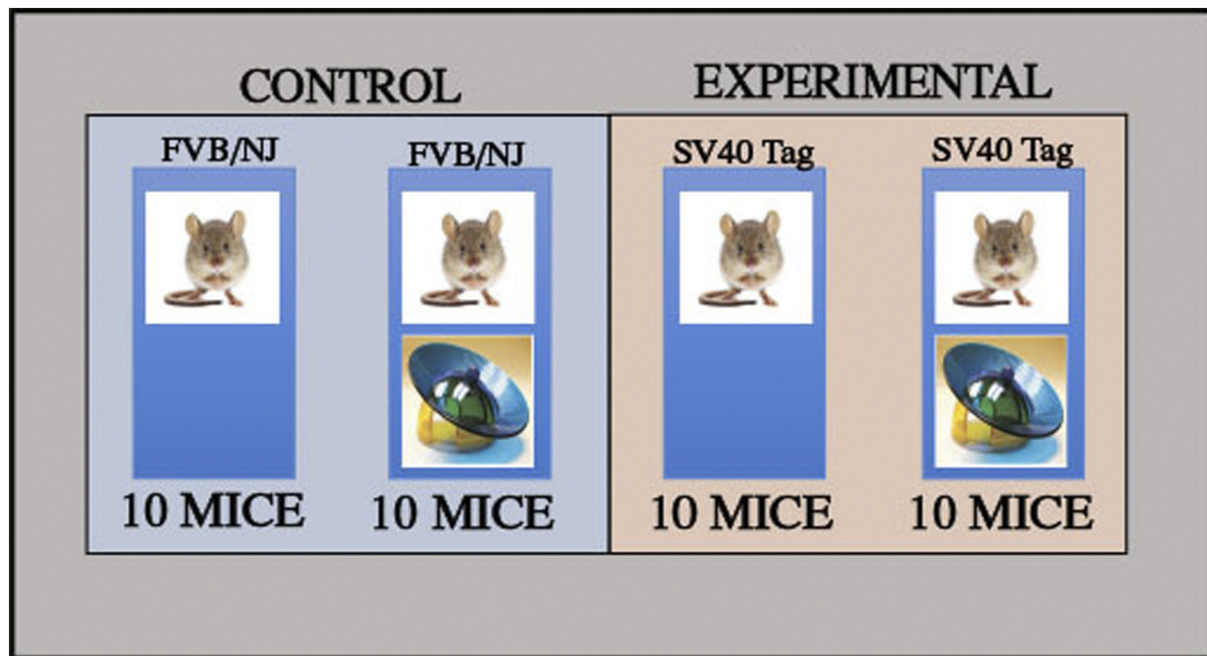 CONTROL
EXPERIMENTAL
FVB/NJ
FVB/NJ
SV40 Tag
SV40 Tag
10 MICE
10 MICE
10 MICE
10 MICE